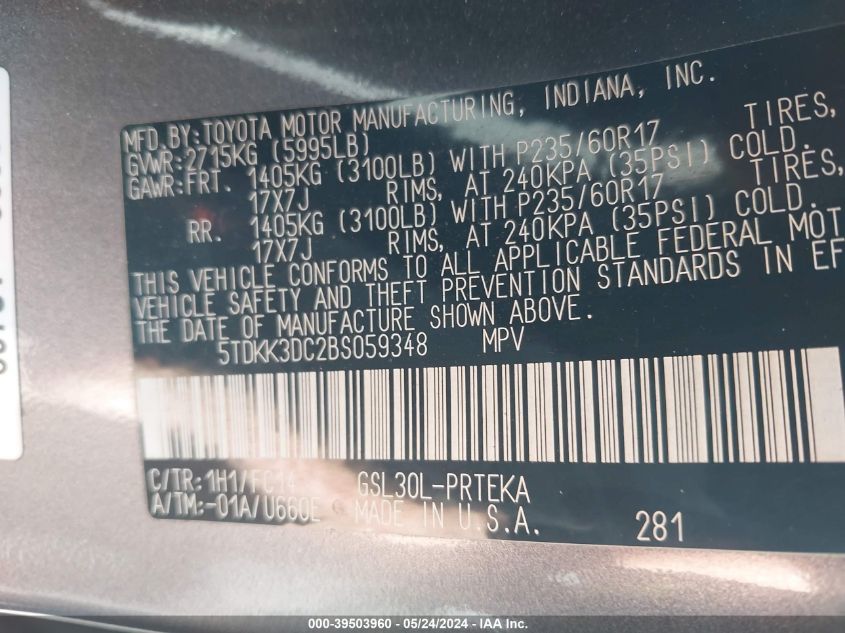 MFD. BY: TOYOTA MOTOR MANUFACTURING, INDIANA, INC.
GVWR: 2715KG (5995LB)
GAWR: FRT. 1405KG (3100LB) WITH P235/60R17 TIRES,
17X7J RIMS, AT 240KPA (35PSI) COLD.
RR. 1405KG (3100LB) WITH P235/60R17 TIRES,
17X7J RIMS, AT 240KPA (35PSI) COLD.
THIS VEHICLE CONFORMS TO ALL APPLICABLE FEDERAL MOT
VEHICLE SAFETY AND THEFT PREVENTION STANDARDS IN EF
THE DATE OF MANUFACTURE SHOWN ABOVE.
5TDKK3DC2BS059348 MPV
C/TR: 1H1/FC14 GSL30L-PRTEKA
A/TM:-01A/U660E MADE IN U.S.A. 281
000-39503960 - 05/24/2024 - IAA Inc.